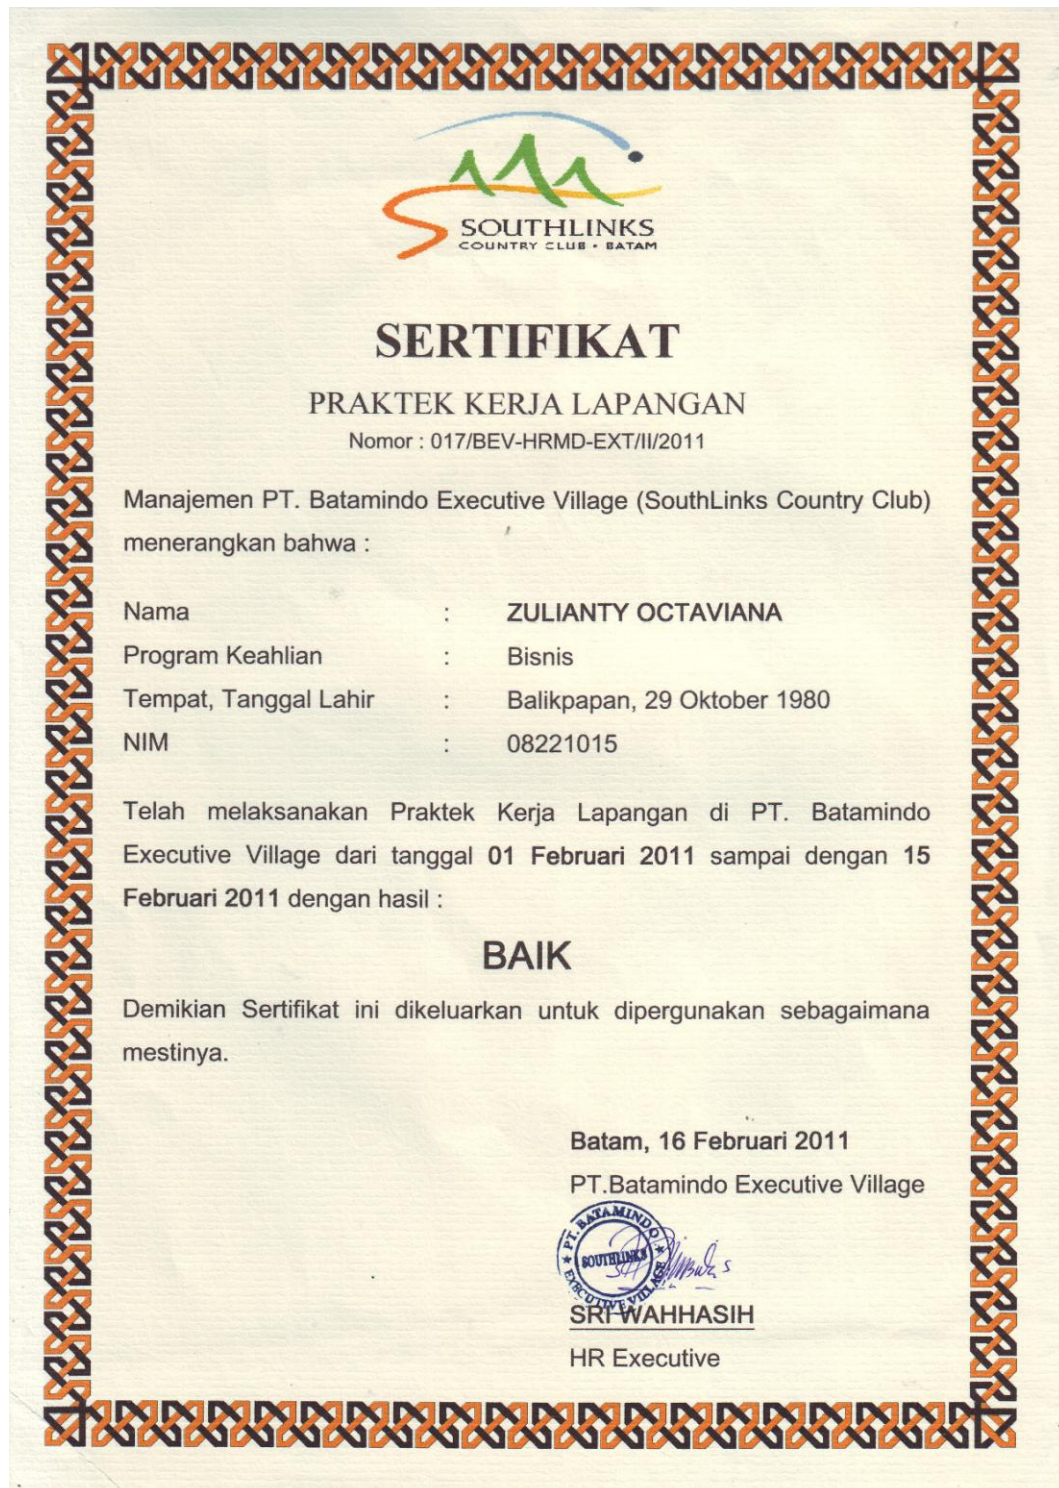 SOUTHLINKS
COUNTRY CLUB • BATAM
SERTIFIKAT
PRAKTEK KERJA LAPANGAN
Nomor : 017/BEV-HRMD-EXT/II/2011
Manajemen PT. Batamindo Executive Village (SouthLinks Country Club)
menerangkan bahwa :
Nama : ZULIANTY OCTAVIANA
Program Keahlian : Bisnis
Tempat, Tanggal Lahir : Balikpapan, 29 Oktober 1980
NIM : 08221015
Telah melaksanakan Praktek Kerja Lapangan di PT. Batamindo
Executive Village dari tanggal 01 Februari 2011 sampai dengan 15
Februari 2011 dengan hasil :
BAIK
Demikian Sertifikat ini dikeluarkan untuk dipergunakan sebagaimana
mestinya.
Batam, 16 Februari 2011
PT.Batamindo Executive Village
PT. BATAMINDO
SOUTHLINKS
EXECUTIVE VILLAGE
SRI WAHHASIH
HR Executive